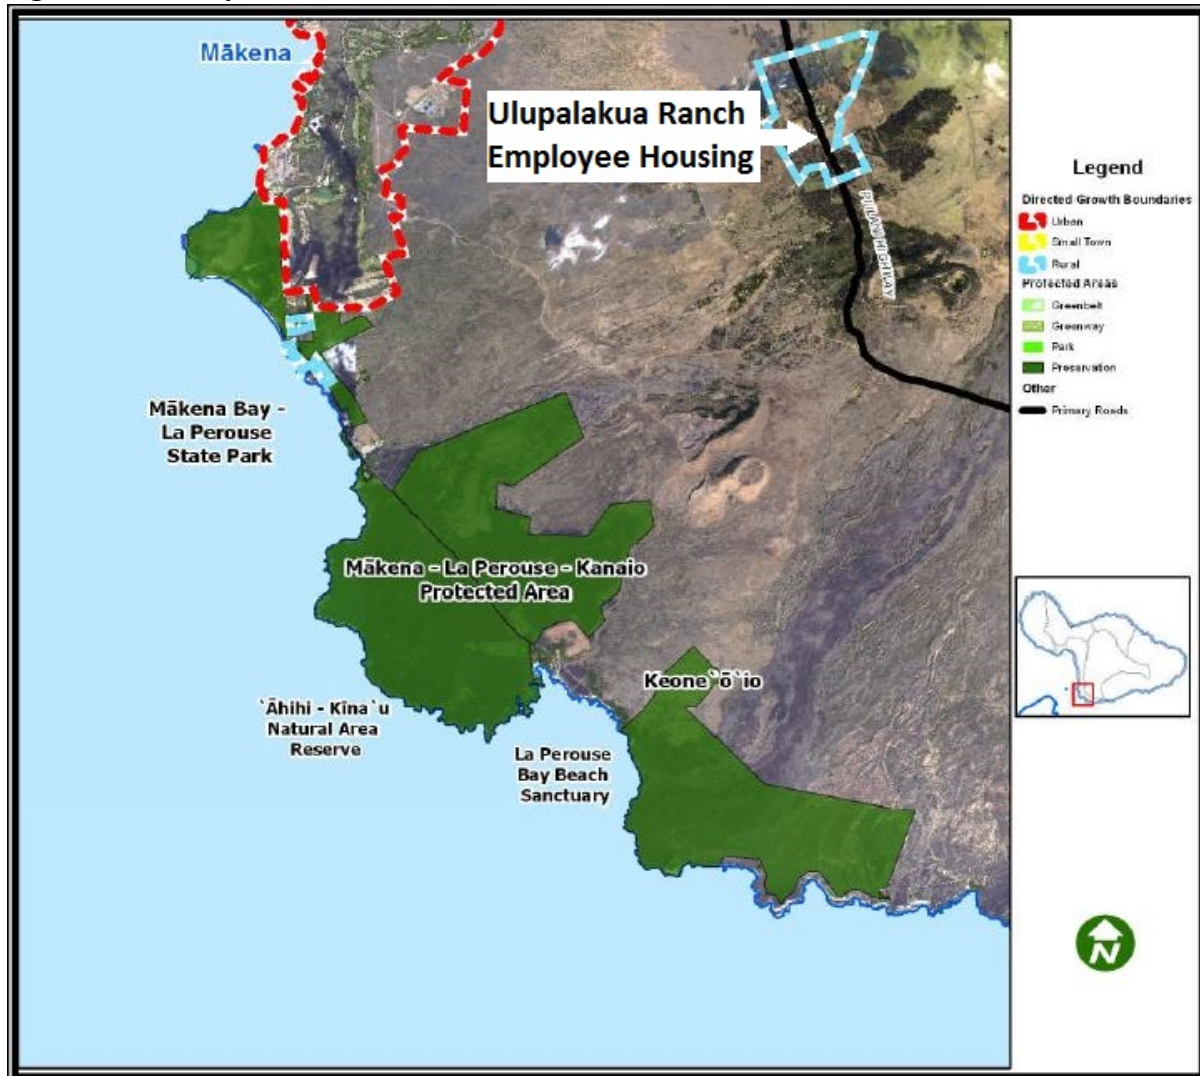 Mākena
Ulupalakua Ranch
Employee Housing
PIILANI HIGHWAY
Mākena Bay -
La Perouse
State Park
Mākena - La Perouse - Kanaio
Protected Area
Keone`ō`io
`Āhihi - Kīna`u
Natural Area
Reserve
La Perouse
Bay Beach
Sanctuary
Legend
Directed Growth Boundaries
Urban
Small Town
Rural
Protected Areas
Greenbelt
Greenway
Park
Preservation
Other
Primary Roads
N